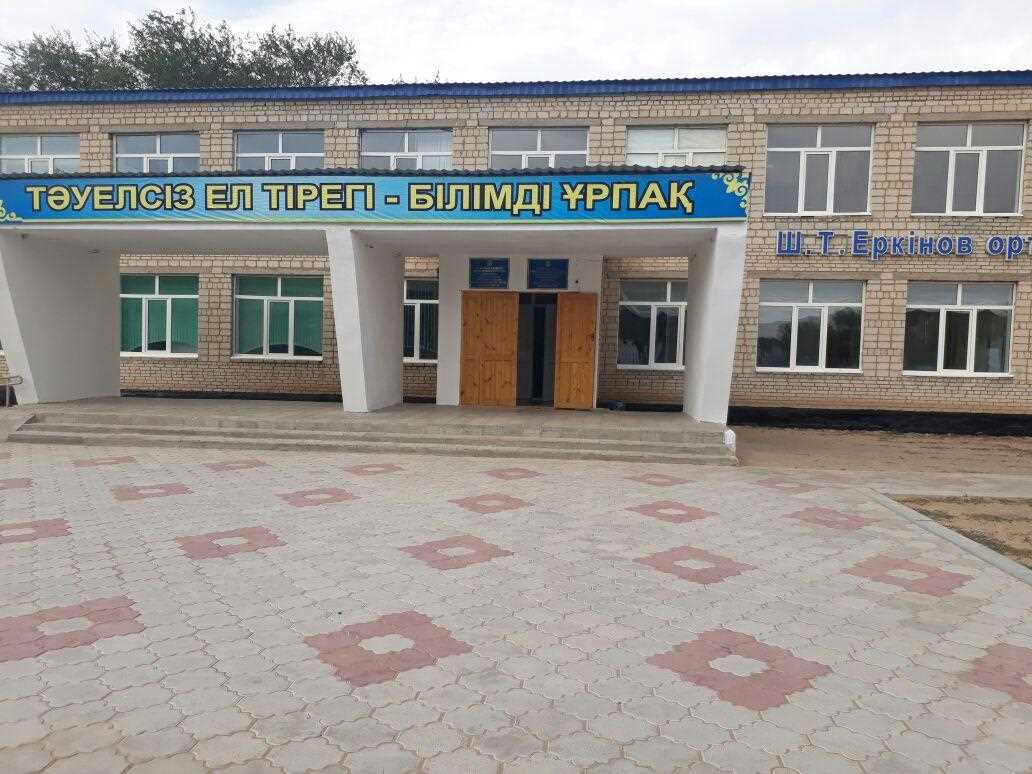 ТӘУЕЛСІЗ ЕЛ ТІРЕГІ - БІЛІМДІ ҰРПАҚ
Ш.Т.Еркінов орт